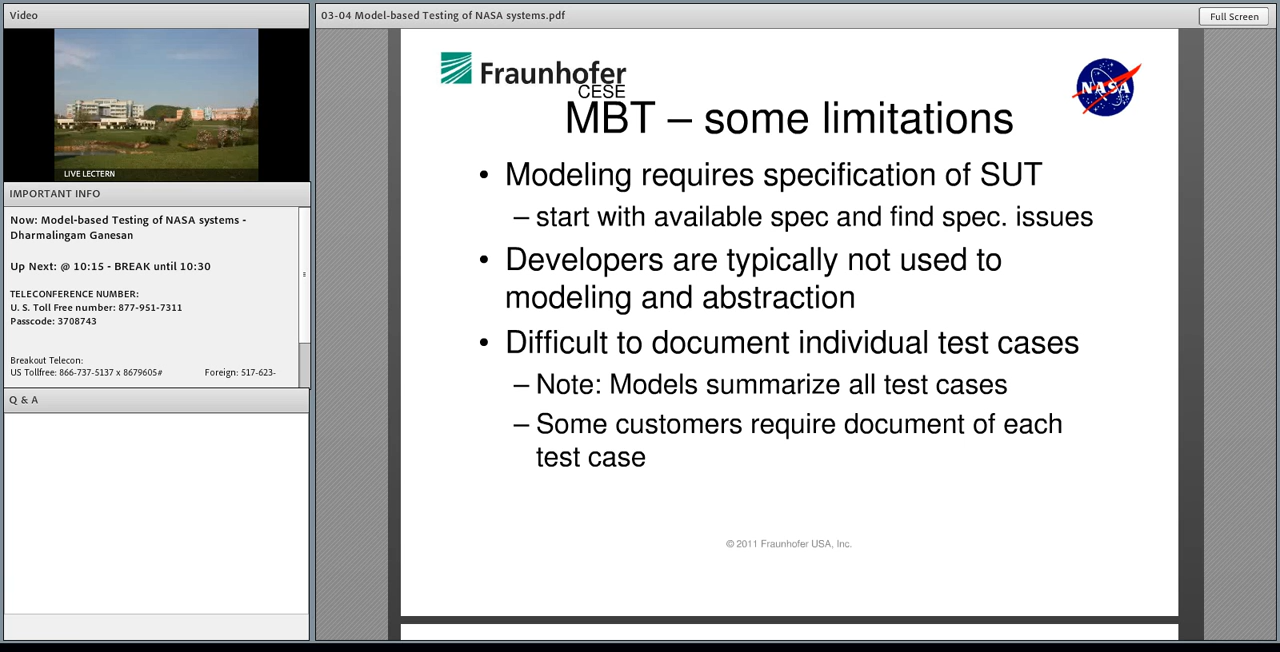 Video
LIVE LECTERN
IMPORTANT INFO
Now: Model-based Testing of NASA systems -
Dharmalingam Ganesan
Up Next: @ 10:15 - BREAK until 10:30
TELECONFERENCE NUMBER:
U. S. Toll Free number: 877-951-7311
Passcode: 3708743
Breakout Telecon:
US Tollfree: 866-737-5137 x 8679605# Foreign: 517-623-
Q & A
03-04 Model-based Testing of NASA systems.pdf
Full Screen
Fraunhofer
CESE
NASA
MBT – some limitations
• Modeling requires specification of SUT
– start with available spec and find spec. issues
• Developers are typically not used to
modeling and abstraction
• Difficult to document individual test cases
– Note: Models summarize all test cases
– Some customers require document of each
test case
© 2011 Fraunhofer USA, Inc.